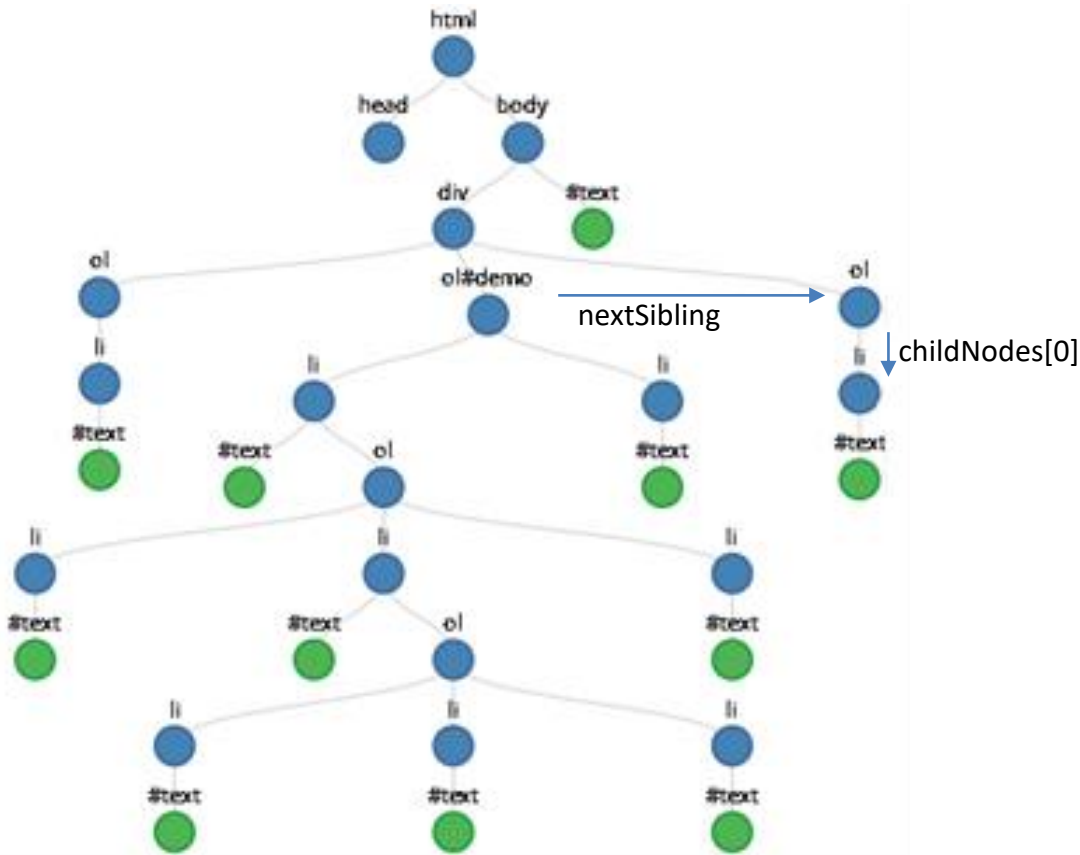 html
head body
div #text
ol ol#demo ol
nextSibling
li li li li childNodes[0]
#text #text ol #text #text
li li li
#text #text ol #text
li li li
#text #text #text